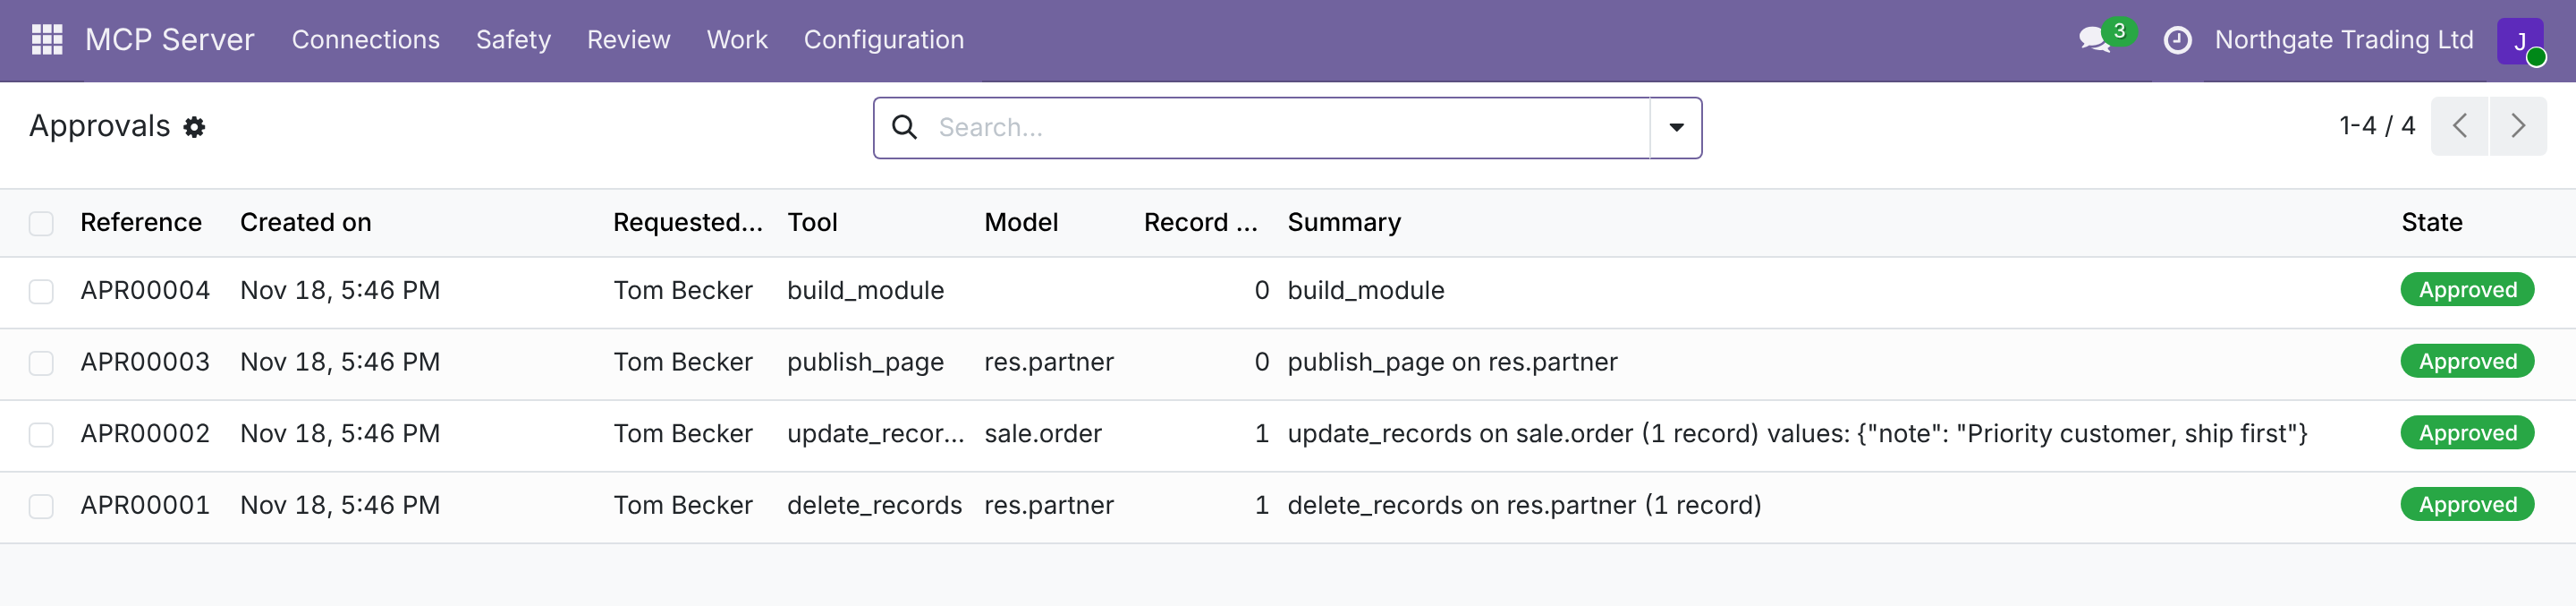 MCP Server Connections Safety Review Work Configuration 3 Northgate Trading Ltd J
Approvals Search... 1-4 / 4
Reference Created on Requested... Tool Model Record ... Summary State
APR00004 Nov 18, 5:46 PM Tom Becker build_module 0 build_module Approved
APR00003 Nov 18, 5:46 PM Tom Becker publish_page res.partner 0 publish_page on res.partner Approved
APR00002 Nov 18, 5:46 PM Tom Becker update_recor... sale.order 1 update_records on sale.order (1 record) values: {"note": "Priority customer, ship first"} Approved
APR00001 Nov 18, 5:46 PM Tom Becker delete_records res.partner 1 delete_records on res.partner (1 record) Approved